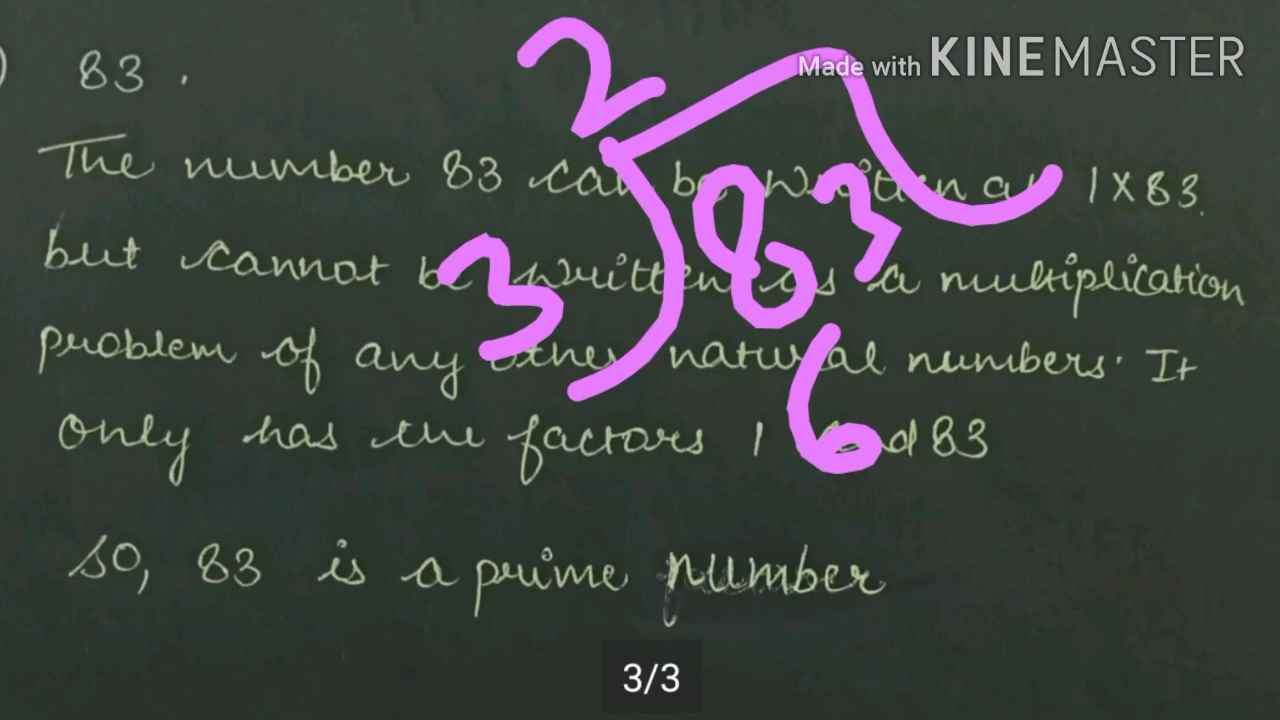 83.
The number 83 can be written as 1 X 83.
but cannot be written as a multiplication
problem of any other natural numbers. It
only has the factors 1 and 83
so, 83 is a prime number
2
3 83
6
Made with KINEMASTER
3/3